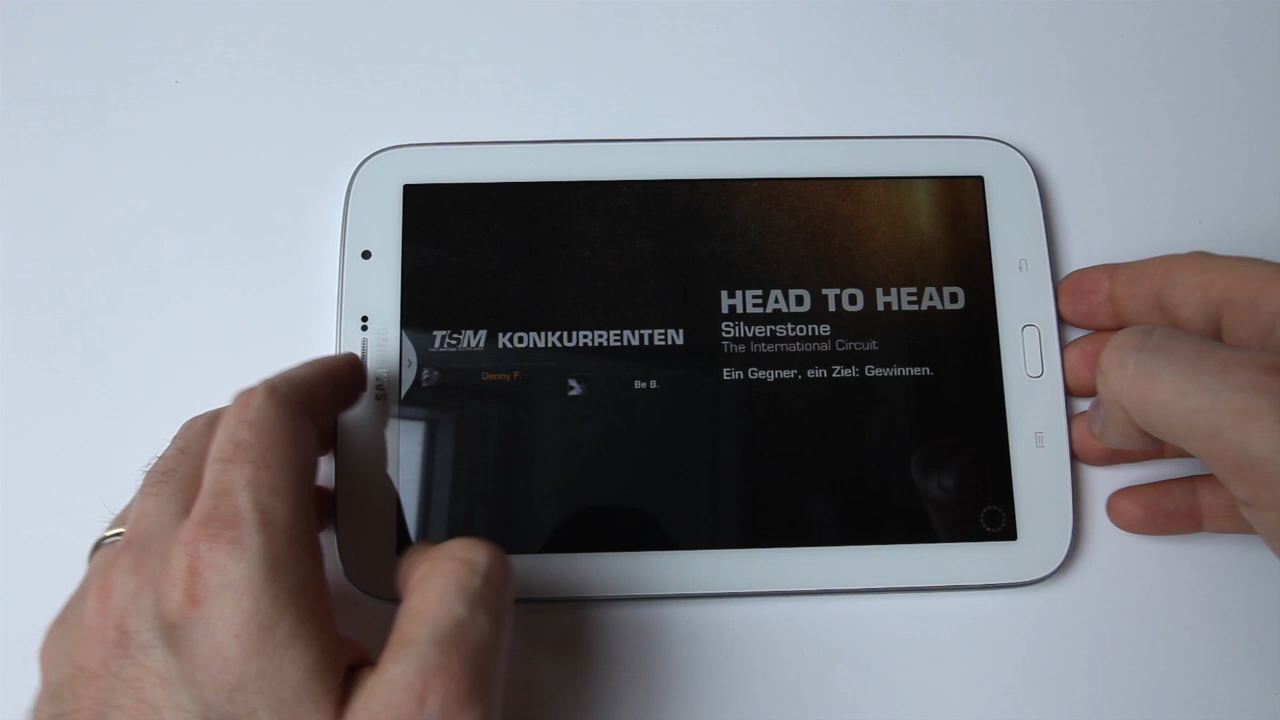 SAMSUNG
TSM KONKURRENTEN
Denny F.
Be B.
HEAD TO HEAD
Silverstone
The International Circuit
Ein Gegner, ein Ziel: Gewinnen.